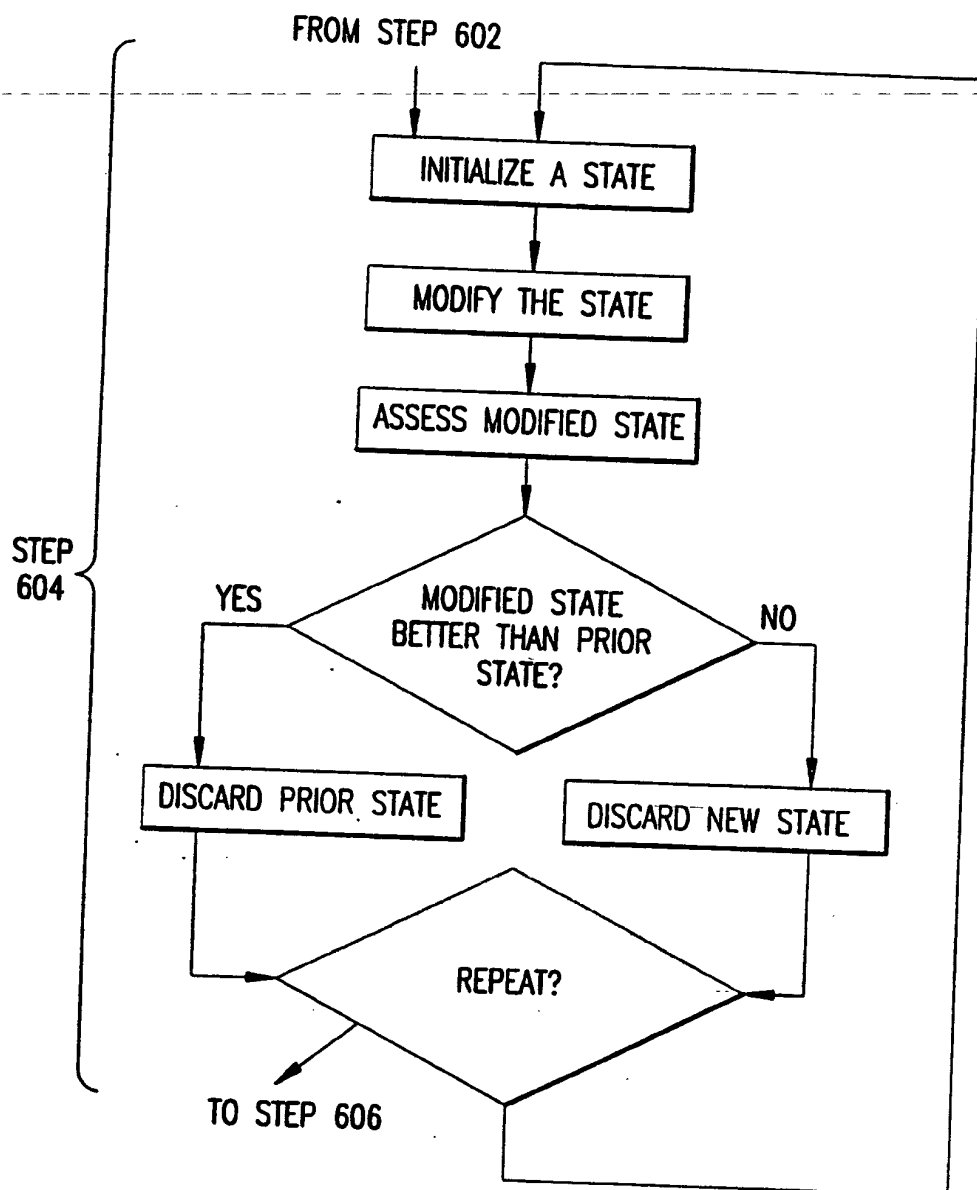 FROM STEP 602
INITIALIZE A STATE
MODIFY THE STATE
ASSESS MODIFIED STATE
STEP
604
YES
MODIFIED STATE
BETTER THAN PRIOR
STATE?
NO
DISCARD PRIOR STATE
DISCARD NEW STATE
REPEAT?
TO STEP 606